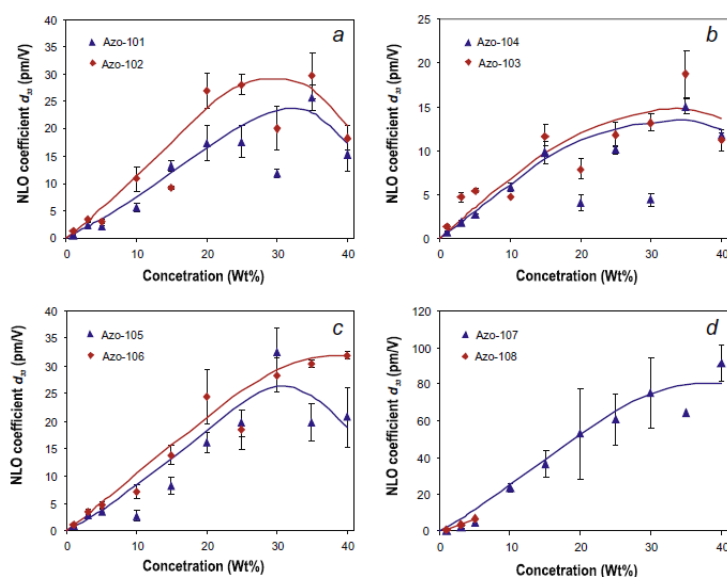 a
Azo-101
Azo-102
NLO coefficient d₃₃ (pm/V)
40
35
30
25
20
15
10
5
0
0 10 20 30 40
Concetration (Wt%)
b
Azo-104
Azo-103
NLO coefficient d₃₃ (pm/V)
25
20
15
10
5
0
0 10 20 30 40
Concetration (Wt%)
c
Azo-105
Azo-106
NLO coefficient d₃₃ (pm/V)
40
35
30
25
20
15
10
5
0
0 10 20 30 40
Concetration (Wt%)
d
Azo-107
Azo-108
NLO coefficient d₃₃ (pm/V)
120
100
80
60
40
20
0
0 10 20 30 40
Concetration (Wt%)